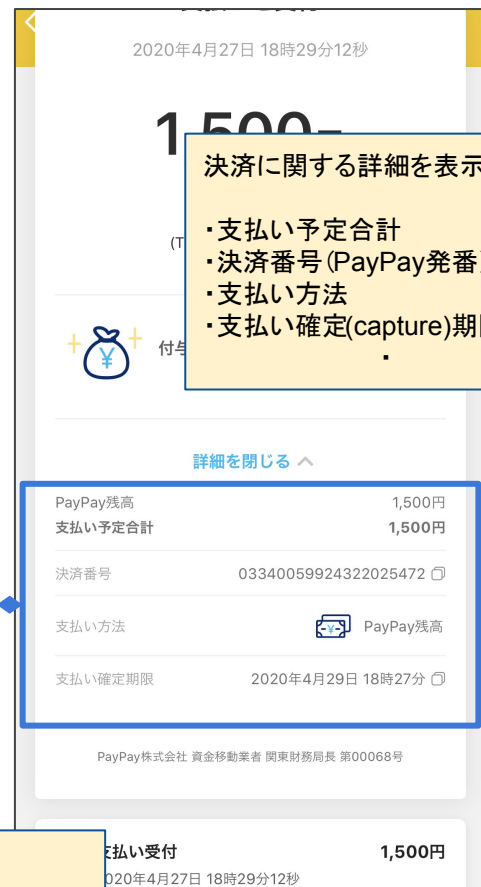 2020年4月27日 18時29分12秒
1,500
決済に関する詳細を表示
・支払い予定合計
(T
・決済番号(PayPay発番
・支払い方法
・支払い確定(capture)期
付与
・
詳細を閉じる
PayPay残高 1,500円
支払い予定合計 1,500円
決済番号 03340059924322025472
支払い方法 PayPay残高
支払い確定期限 2020年4月29日 18時27分
PayPay株式会社 資金移動業者 関東財務局長 第00068号
支払い受付 1,500円
2020年4月27日 18時29分12秒